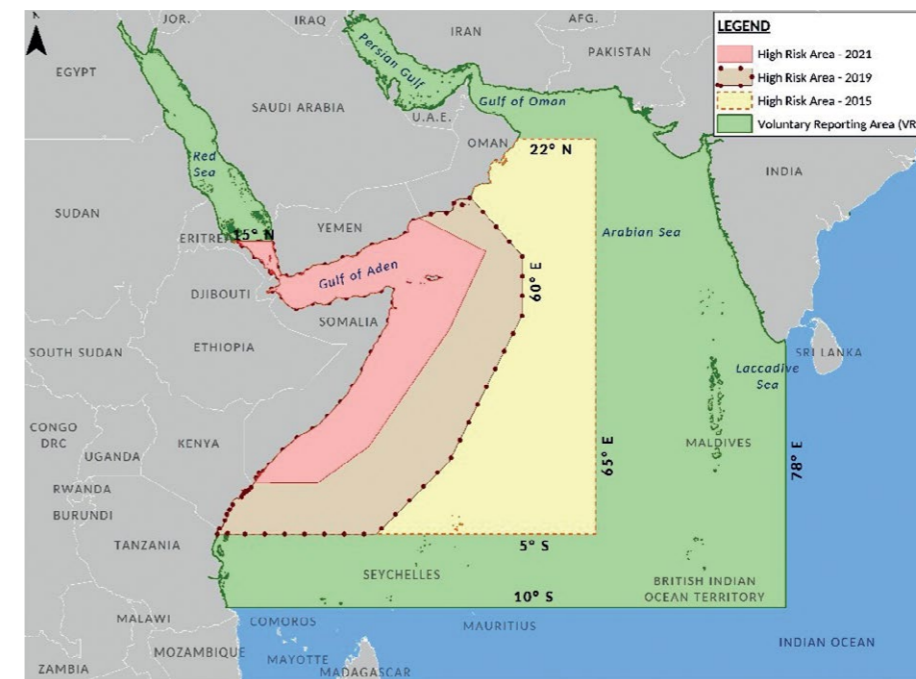 LEGEND
High Risk Area - 2021
High Risk Area - 2019
High Risk Area - 2015
Voluntary Reporting Area (VR
JOR.
IRAQ
IRAN
AFG.
PAKISTAN
EGYPT
Persian Gulf
SAUDI ARABIA
Gulf of Oman
U.A.E.
OMAN
22° N
Red
Sea
INDIA
SUDAN
15° N
ERITRE
YEMEN
Arabian Sea
Gulf of Aden
60° E
DJIBOUTI
SOMALIA
SOUTH SUDAN
ETHIOPIA
SRI LANKA
Laccadive
Sea
CONGO
DRC
UGANDA
KENYA
65° E
MALDIVES
78° E
RWANDA
BURUNDI
TANZANIA
5° S
SEYCHELLES
BRITISH INDIAN
OCEAN TERRITORY
10° S
MALAWI
COMOROS
MAURITIUS
INDIAN OCEAN
MOZAMBIQUE
MAYOTTE
ZAMBIA
MADAGASCAR